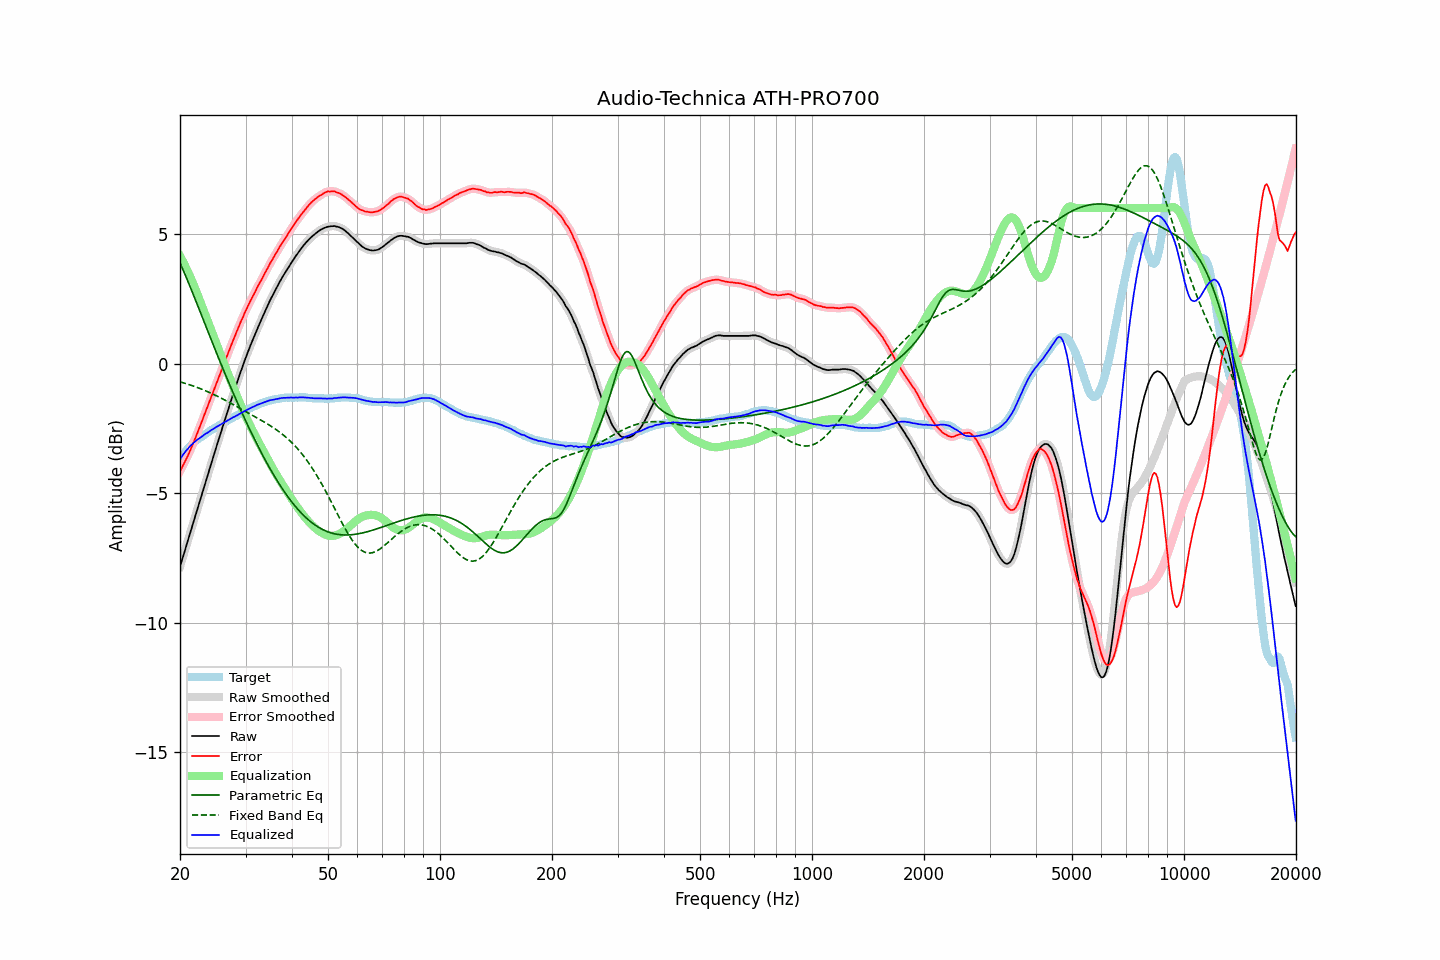 Audio-Technica ATH-PRO700
Amplitude (dBr)
5
0
−5
−10
−15
Target
Raw Smoothed
Error Smoothed
Raw
Error
Equalization
Parametric Eq
Fixed Band Eq
Equalized
20 50 100 200 500 1000 2000 5000 10000 20000
Frequency (Hz)